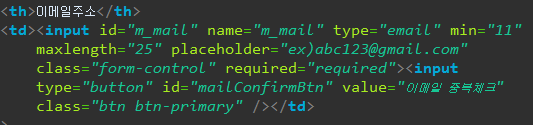 <th>이메일주소</th>
<td><input id="m_mail" name="m_mail" type="email" min="11"
maxlength="25" placeholder="ex)abc123@gmail.com"
class="form-control" required="required"><input
type="button" id="mailConfirmBtn" value="이메일 중복체크"
class="btn btn-primary" /></td>